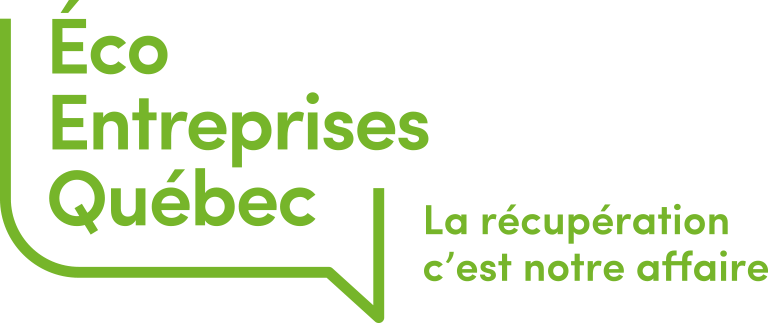 Éco
Entreprises
Québec
La récupération
c’est notre affaire